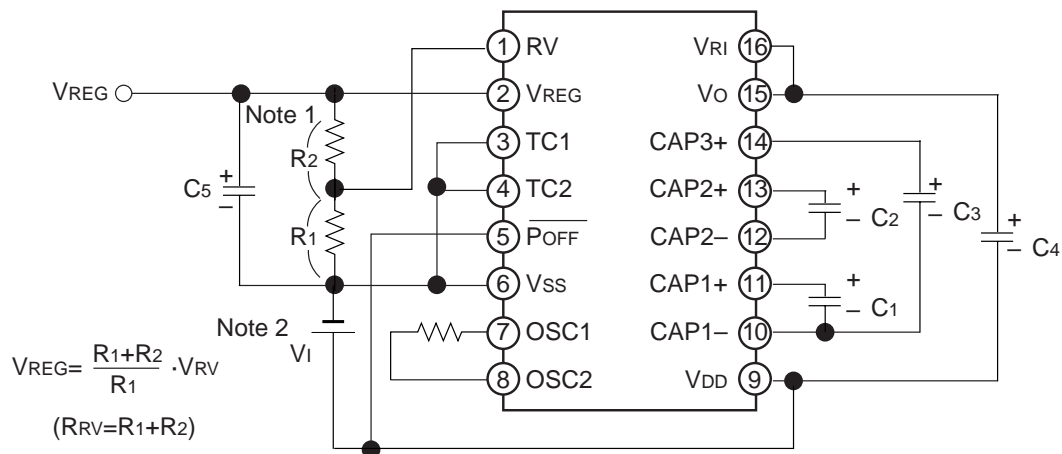 1 RV
2 VREG
3 TC1
4 TC2
5 POFF
6 VSS
7 OSC1
8 OSC2
VRI 16
VO 15
CAP3+ 14
CAP2+ 13
CAP2– 12
CAP1+ 11
CAP1– 10
VDD 9
VREG
Note 1
R2
R1
+
C5
–
Note 2
VI
+
– C2
+
– C3
+
– C4
+
– C1
VREG= R1+R2 / R1 ·VRV
(RRV=R1+R2)